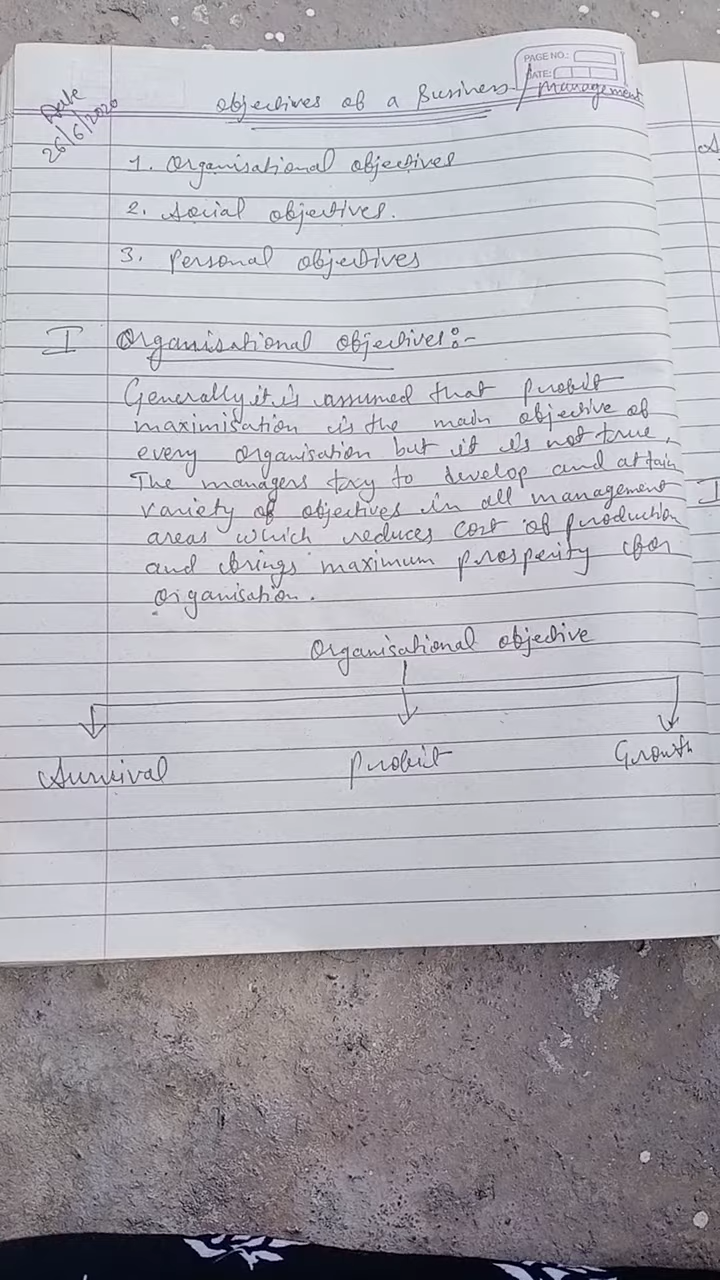 PAGE NO.:
DATE:
Date
26/6/2020
Objectives of a Business / Management
1. Organisational objectives
2. Social objectives.
3. Personal objectives
I Organisational objectives:-
Generally it is assumed that profit
maximisation is the main objective of
every organisation but it is not true.
The managers try to develop and attain
variety of objectives in all management
areas which reduces cost of production
and brings maximum prosperity for
organisation.
Organisational objective
Survival Profit Growth